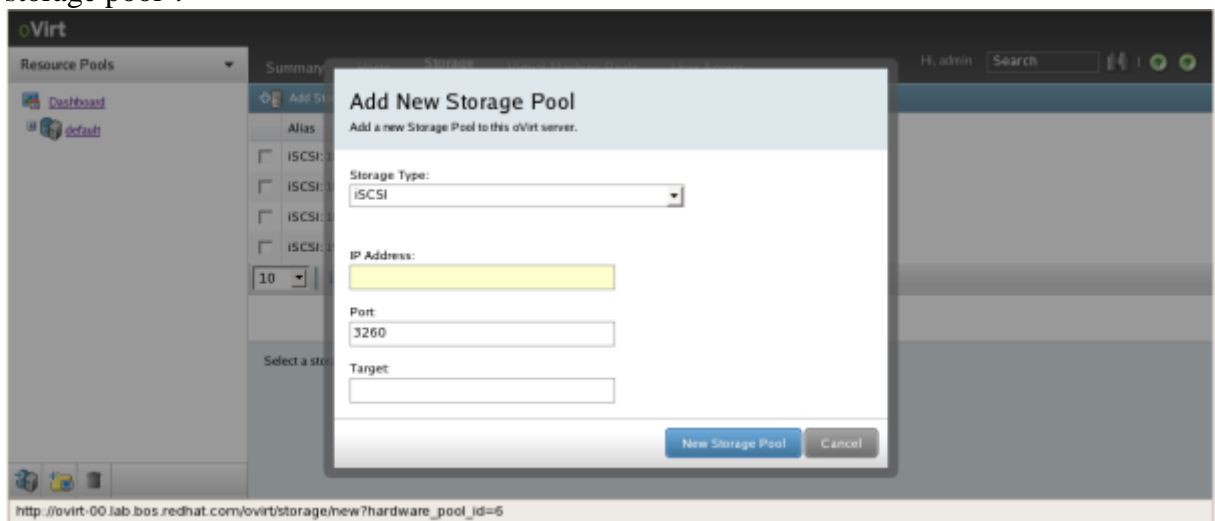 storage pool".
oVirt
Resource Pools
Summary
Storage
Hi, admin
Search
Dashboard
default
Add St
Alias
iSCSI:
iSCSI:
iSCSI:
iSCSI:
10
Select a stor
Add New Storage Pool
Add a new Storage Pool to this oVirt server.
Storage Type:
iSCSI
IP Address:
Port:
3260
Target:
New Storage Pool
Cancel
http://ovirt-00.lab.bos.redhat.com/ovirt/storage/new?hardware_pool_id=6